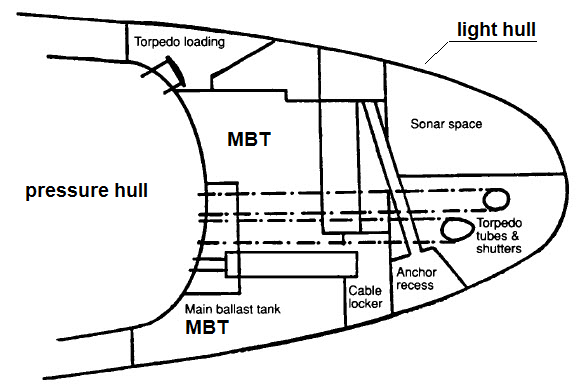 light hull
Torpedo loading
Sonar space
MBT
pressure hull
Torpedo
tubes &
shutters
Anchor
recess
Cable
locker
Main ballast tank
MBT